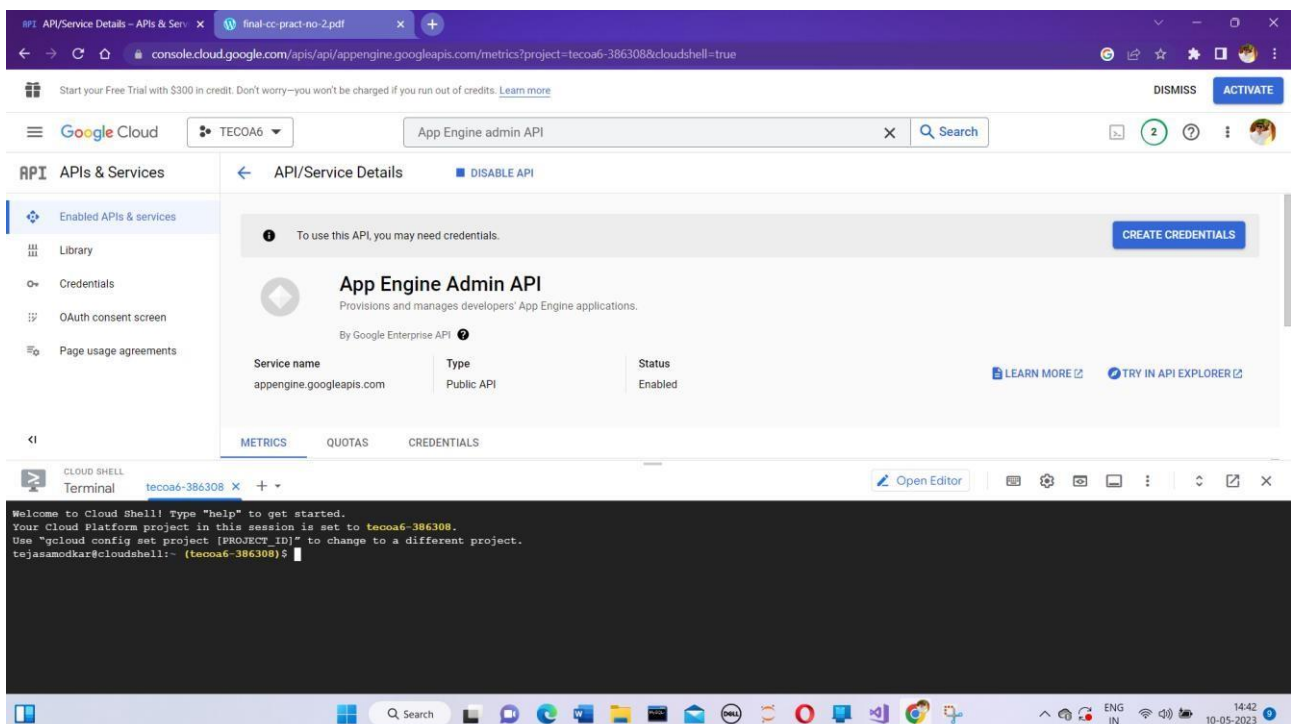 API API/Service Details – APIs & Serv
final-cc-pract-no-2.pdf
console.cloud.google.com/apis/api/appengine.googleapis.com/metrics?project=tecoa6-386308&cloudshell=true
Start your Free Trial with $300 in credit. Don't worry—you won't be charged if you run out of credits. Learn more
DISMISS
ACTIVATE
Google Cloud
TECOA6
App Engine admin API
Search
2
API APIs & Services
API/Service Details
DISABLE API
Enabled APIs & services
Library
Credentials
OAuth consent screen
Page usage agreements
To use this API, you may need credentials.
CREATE CREDENTIALS
App Engine Admin API
Provisions and manages developers' App Engine applications.
By Google Enterprise API
Service name
appengine.googleapis.com
Type
Public API
Status
Enabled
LEARN MORE
TRY IN API EXPLORER
METRICS QUOTAS CREDENTIALS
CLOUD SHELL
Terminal
tecoa6-386308
Open Editor
Welcome to Cloud Shell! Type "help" to get started.
Your Cloud Platform project in this session is set to tecoa6-386308.
Use "gcloud config set project [PROJECT_ID]" to change to a different project.
tejasamodkar@cloudshell:~ (tecoa6-386308)$
Search
DELL
ENG
IN
14:42
10-05-2023
9